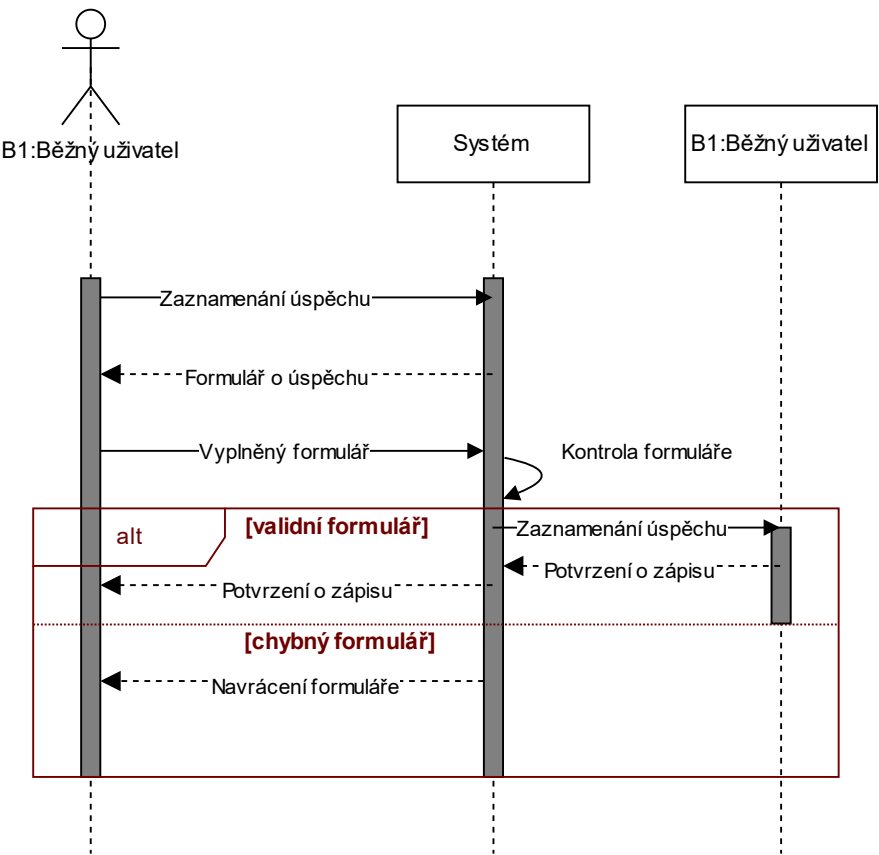 B1:Běžný uživatel
Systém
B1:Běžný uživatel
Zaznamenání úspěchu
Formulář o úspěchu
Vyplněný formulář
Kontrola formuláře
alt
[validní formulář]
Zaznamenání úspěchu
Potvrzení o zápisu
Potvrzení o zápisu
[chybný formulář]
Navrácení formuláře